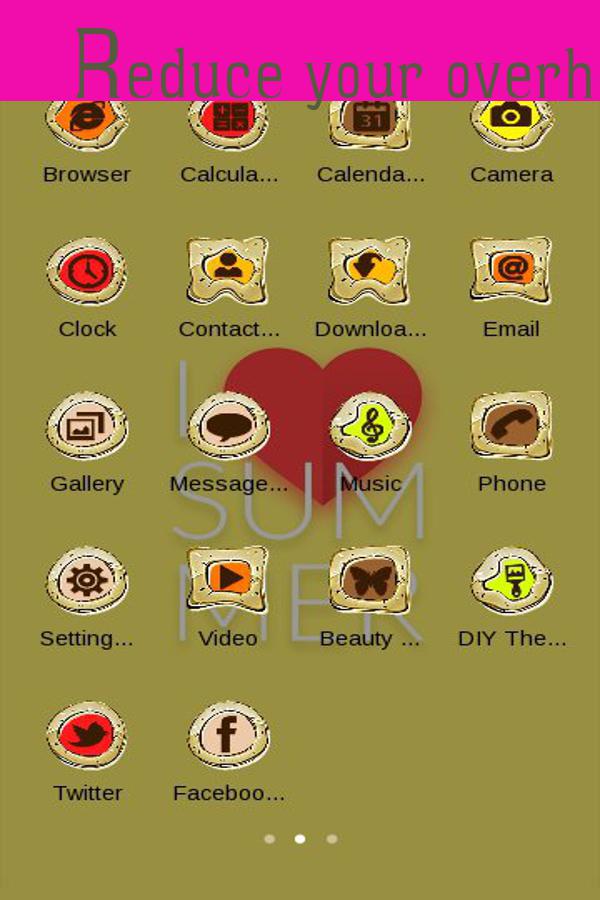 Reduce your overh
31
Browser Calcula... Calenda... Camera
Clock Contact... Downloa... Email
I
Gallery Message... Music Phone
SUM
MER
Setting... Video Beauty ... DIY The...
Twitter Faceboo...